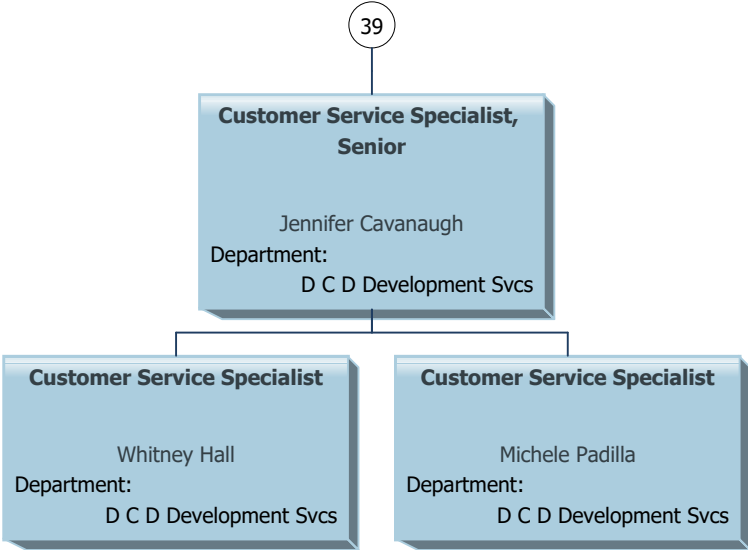 39
Customer Service Specialist,
Senior
Jennifer Cavanaugh
Department:
D C D Development Svcs
Customer Service Specialist
Whitney Hall
Department:
D C D Development Svcs
Customer Service Specialist
Michele Padilla
Department:
D C D Development Svcs